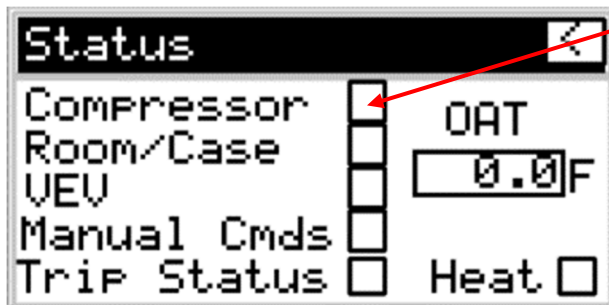 Status <
Compressor
OAT
Room/Case
0.0F
VEV
Manual Cmds
Trip Status
Heat